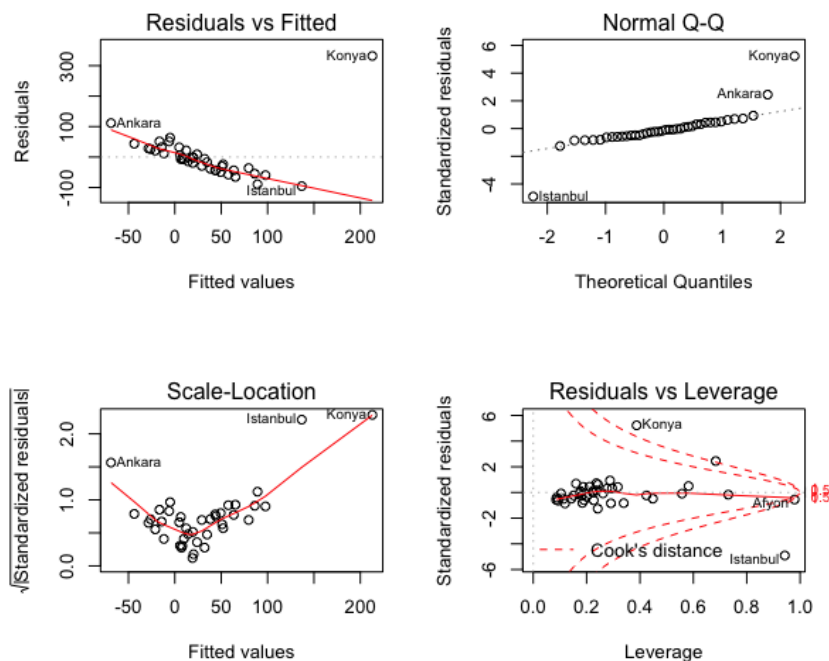 Residuals vs Fitted
Residuals
300
100
-100
Konya
Ankara
Istanbul
-50 0 50 100 200
Fitted values
Normal Q-Q
Standardized residuals
6
4
2
0
-4
Konya
Ankara
Istanbul
-2 -1 0 1 2
Theoretical Quantiles
Scale-Location
√|Standardized residuals|
2.0
1.0
0.0
Konya
Istanbul
Ankara
-50 0 50 100 200
Fitted values
Residuals vs Leverage
Standardized residuals
6
2
0
-2
-6
Konya
Afyon
Cook's distance
Istanbul
0.0 0.2 0.4 0.6 0.8 1.0
Leverage